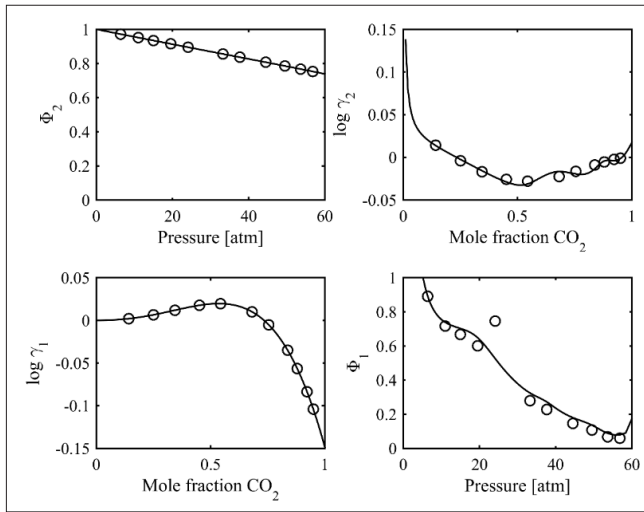 1
0.8
0.6
0.4
0.2
0
0 20 40 60
Φ2
Pressure [atm]
0.15
0.1
0.05
0
-0.05
0 0.5 1
log γ2
Mole fraction CO2
0.05
0
-0.05
-0.1
-0.15
0 0.5 1
log γ1
Mole fraction CO2
1
0.8
0.6
0.4
0.2
0
0 20 40 60
Φ1
Pressure [atm]